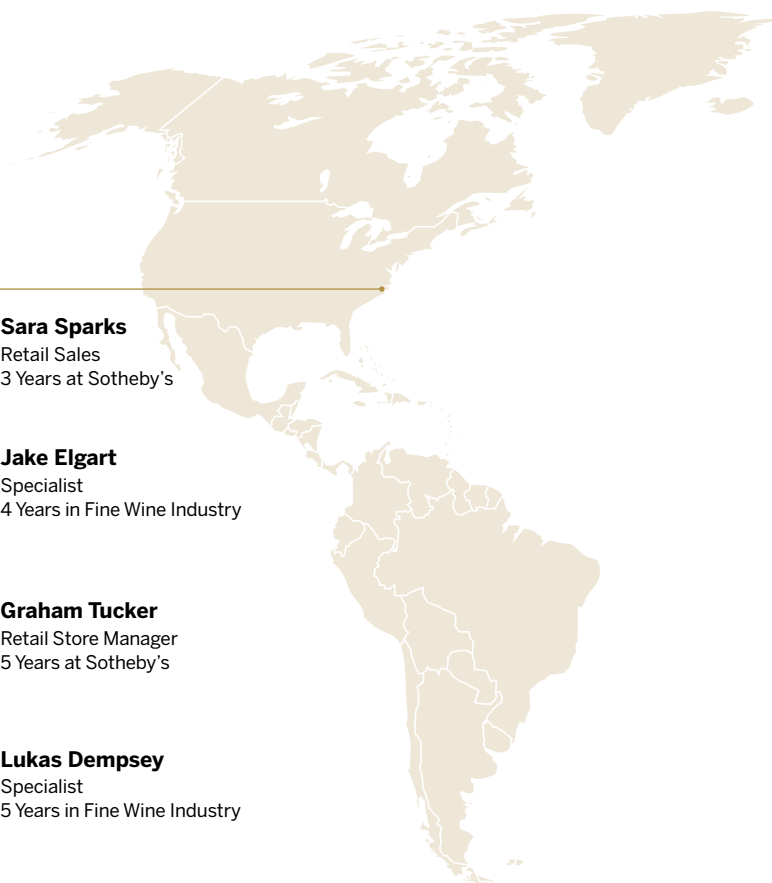 Sara Sparks
Retail Sales
3 Years at Sotheby’s
Jake Elgart
Specialist
4 Years in Fine Wine Industry
Graham Tucker
Retail Store Manager
5 Years at Sotheby’s
Lukas Dempsey
Specialist
5 Years in Fine Wine Industry